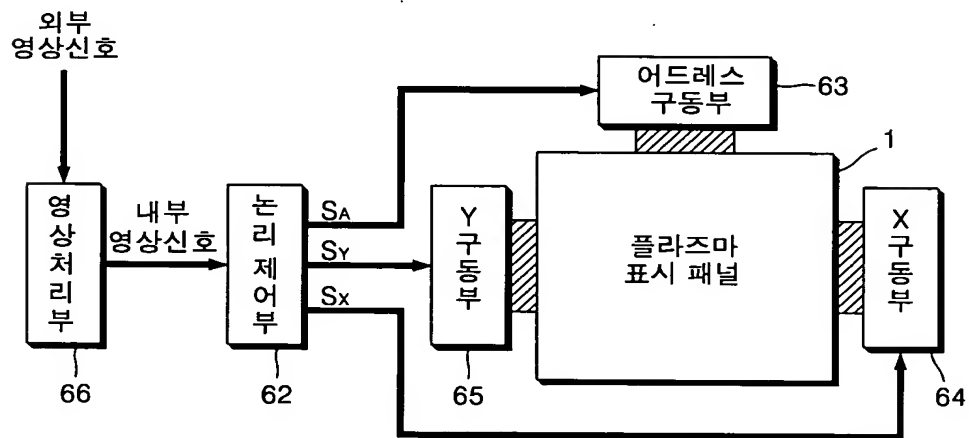 외부
영상신호
어드레스
구동부
63
1
영상처리부
내부
영상신호
논리 제어부
SA
SY
SX
Y 구동부
플라즈마
표시 패널
X 구동부
66
62
65
64